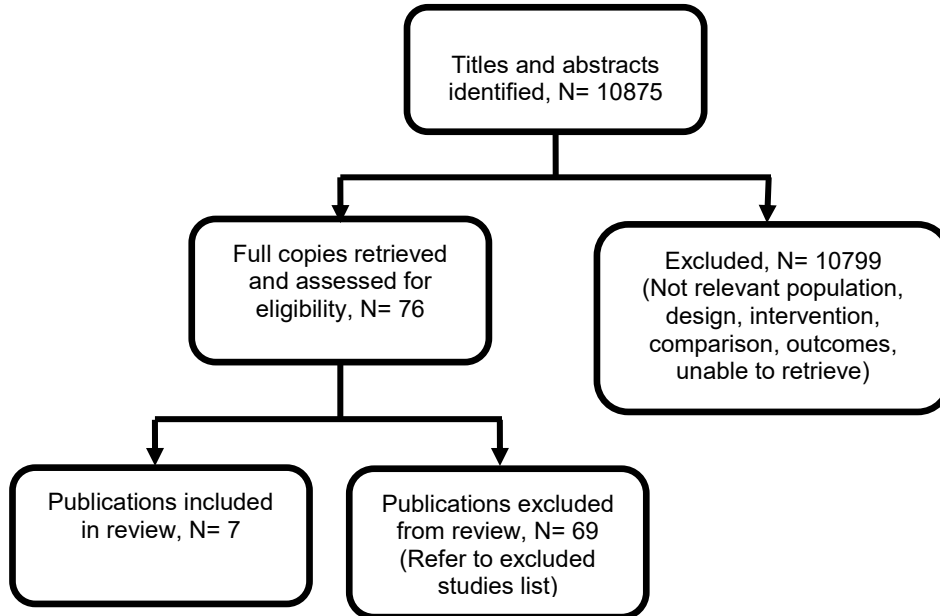 Titles and abstracts
identified, N= 10875
Full copies retrieved
and assessed for
eligibility, N= 76
Excluded, N= 10799
(Not relevant population,
design, intervention,
comparison, outcomes,
unable to retrieve)
Publications included
in review, N= 7
Publications excluded
from review, N= 69
(Refer to excluded
studies list)